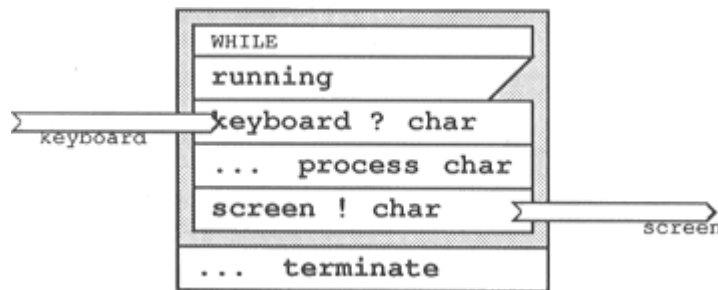 WHILE
running
keyboard ? char
keyboard
... process char
screen ! char
screen
... terminate